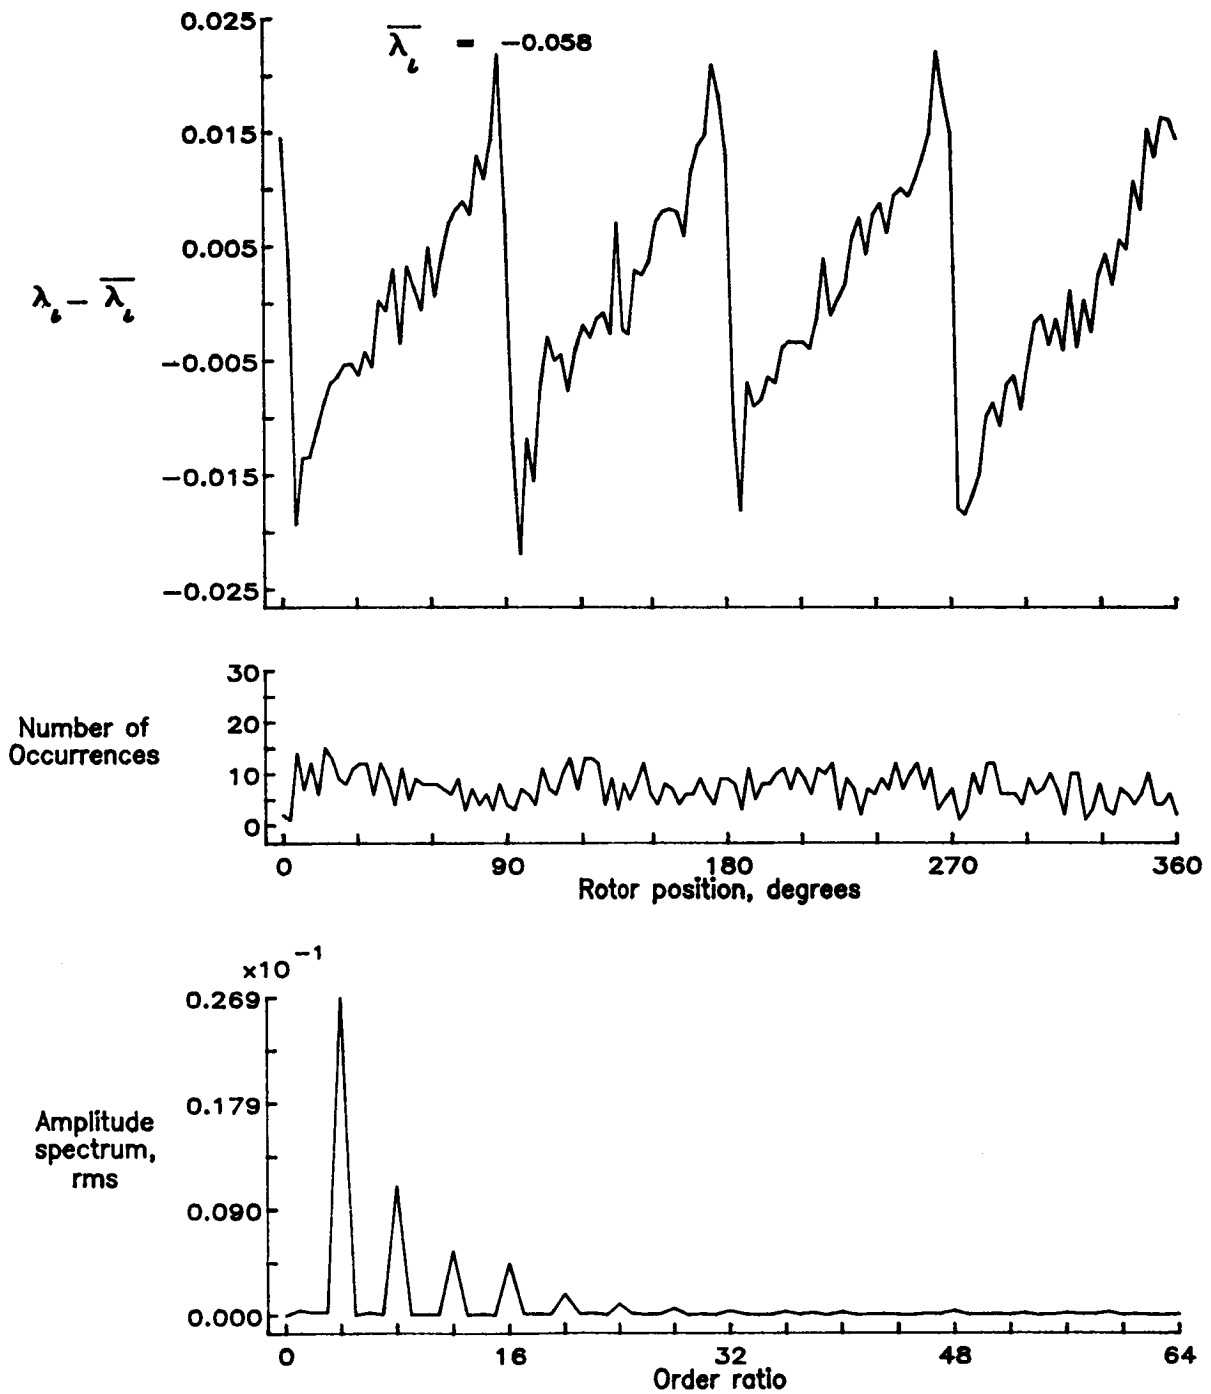 0.025
λ̅ᵢ = −0.058
0.015
0.005
λᵢ − λ̅ᵢ
−0.005
−0.015
−0.025
30
Number of
Occurrences
20
10
0
0 90 180 270 360
Rotor position, degrees
×10⁻¹
0.269
0.179
Amplitude
spectrum,
rms
0.090
0.000
0 16 32 48 64
Order ratio